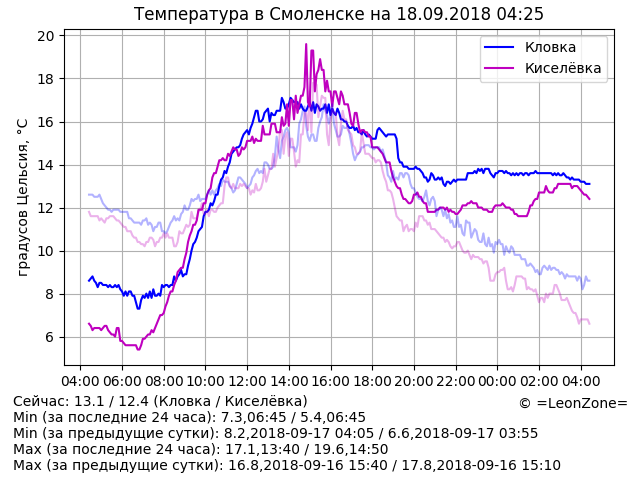 Температура в Смоленске на 18.09.2018 04:25
градусов Цельсия, °C
20
18
16
14
12
10
8
6
Кловка
Киселёвка
04:00 06:00 08:00 10:00 12:00 14:00 16:00 18:00 20:00 22:00 00:00 02:00 04:00
Сейчас: 13.1 / 12.4 (Кловка / Киселёвка)
© =LeonZone=
Min (за последние 24 часа): 7.3,06:45 / 5.4,06:45
Min (за предыдущие сутки): 8.2,2018-09-17 04:05 / 6.6,2018-09-17 03:55
Max (за последние 24 часа): 17.1,13:40 / 19.6,14:50
Max (за предыдущие сутки): 16.8,2018-09-16 15:40 / 17.8,2018-09-16 15:10